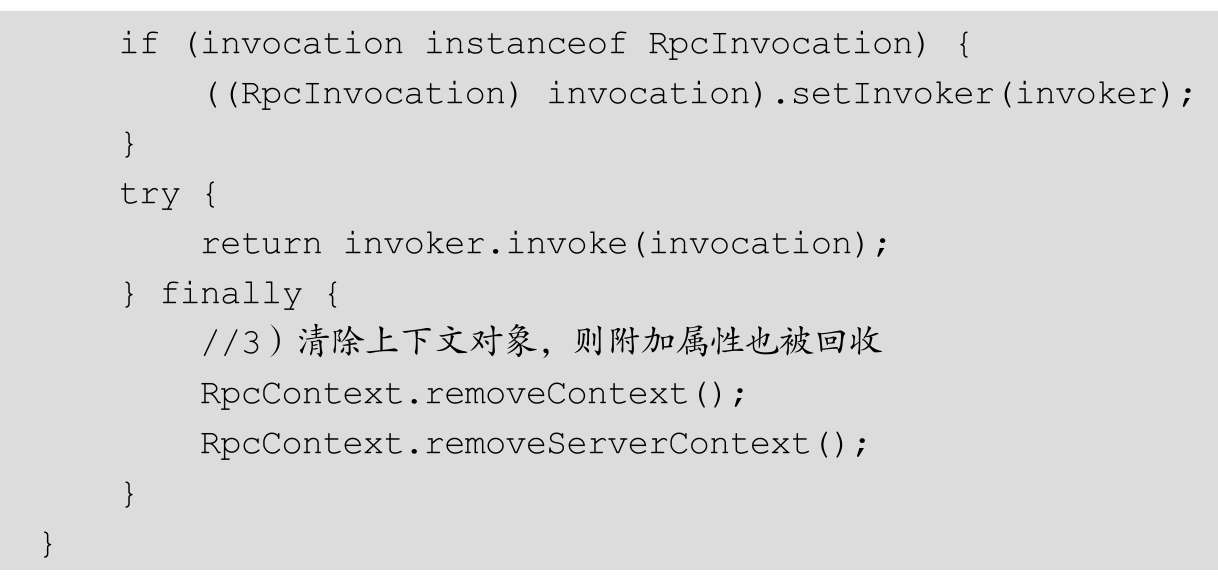 if (invocation instanceof RpcInvocation) {
((RpcInvocation) invocation).setInvoker(invoker);
}
try {
return invoker.invoke(invocation);
} finally {
//3）清除上下文对象，则附加属性也被回收
RpcContext.removeContext();
RpcContext.removeServerContext();
}
}